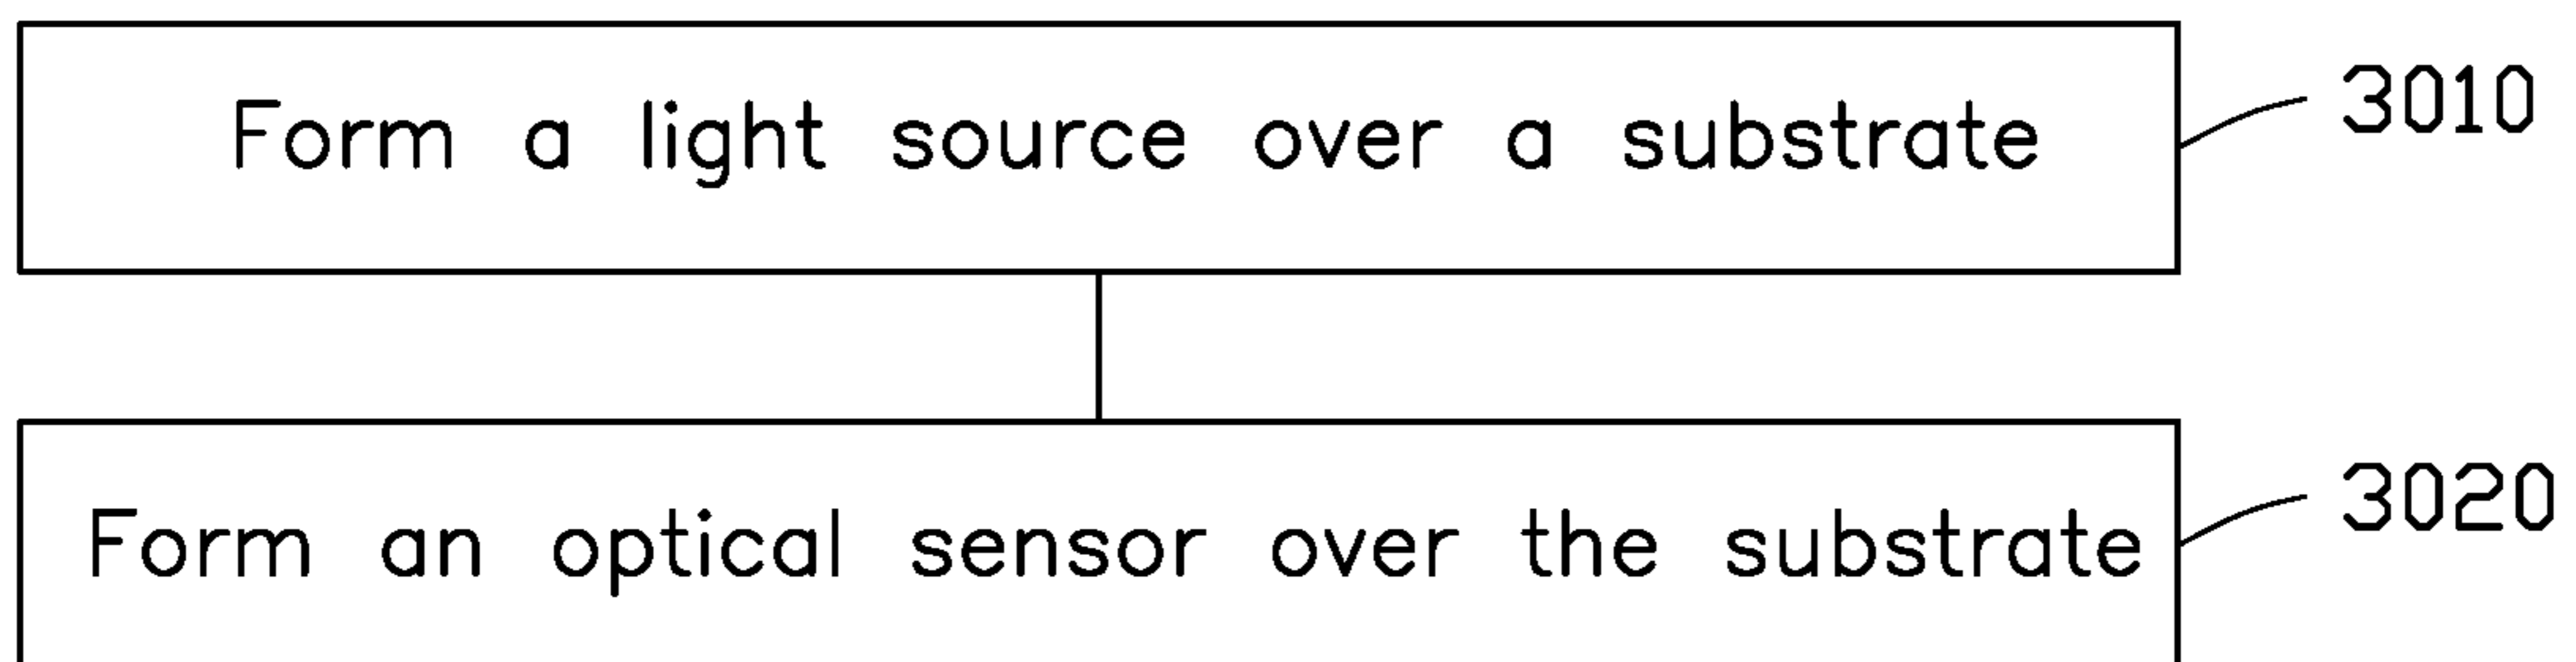 Form a light source over a substrate
3010
Form an optical sensor over the substrate
3020